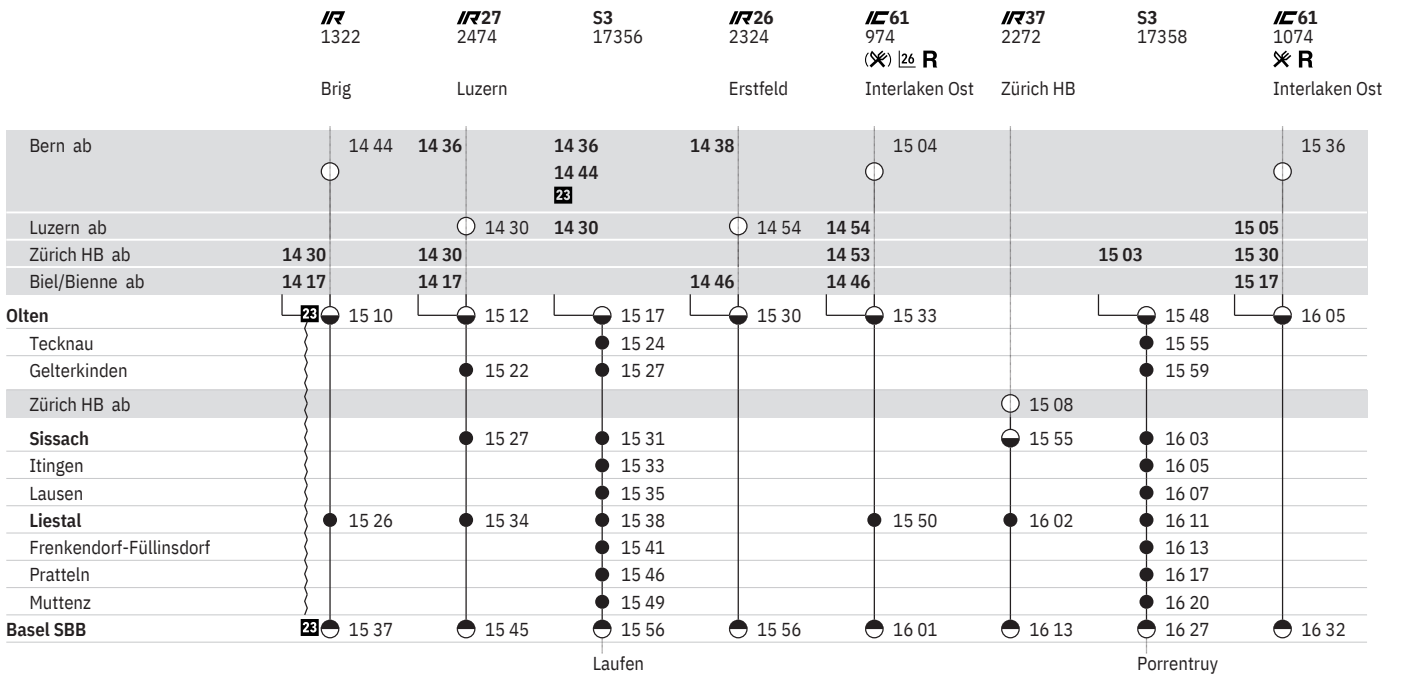 IR IR27 S3 IR26 IC61 IR37 S3 IC61
1322 2474 17356 2324 974 2272 17358 1074
26 R R
Brig Luzern Erstfeld Interlaken Ost Zürich HB Interlaken Ost
Bern ab 14 44 14 36 14 36 14 38 15 04 15 36
14 44
23
Luzern ab 14 30 14 30 14 54 14 54 15 05
Zürich HB ab 14 30 14 30 14 53 15 03 15 30
Biel/Bienne ab 14 17 14 17 14 46 14 46 15 17
Olten 23 15 10 15 12 15 17 15 30 15 33 15 48 16 05
Tecknau 15 24 15 55
Gelterkinden 15 22 15 27 15 59
Zürich HB ab 15 08
Sissach 15 27 15 31 15 55 16 03
Itingen 15 33 16 05
Lausen 15 35 16 07
Liestal 15 26 15 34 15 38 15 50 16 02 16 11
Frenkendorf-Füllinsdorf 15 41 16 13
Pratteln 15 46 16 17
Muttenz 15 49 16 20
Basel SBB 23 15 37 15 45 15 56 15 56 16 01 16 13 16 27 16 32
Laufen Porrentruy